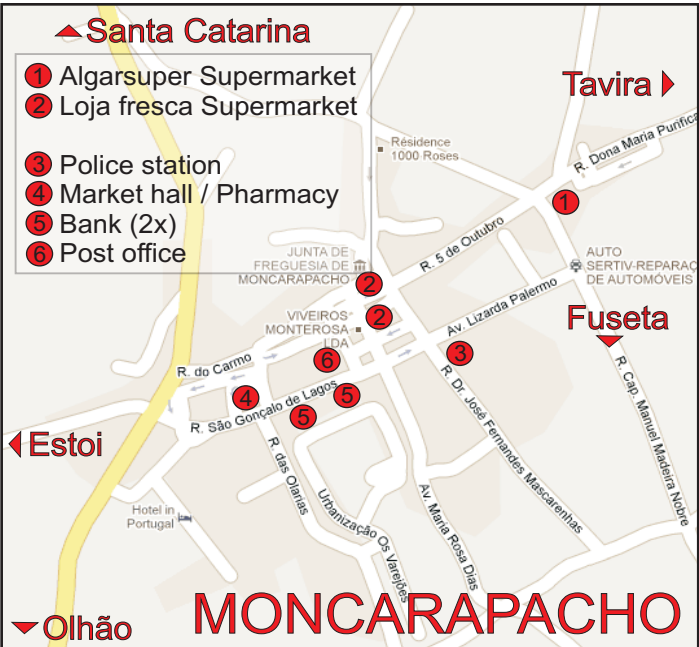 Santa Catarina
1 Algarsuper Supermarket
2 Loja fresca Supermarket
3 Police station
4 Market hall / Pharmacy
5 Bank (2x)
6 Post office
Tavira
Résidence
1000 Roses
R. Dona Maria Purifica
1
R. 5 de Outubro
JUNTA DE
FREGUESIA DE
MONCARAPACHO
AUTO
SERTIV-REPARAÇ
DE AUTOMÓVEIS
2
Av. Lizarda Palermo
VIVEIROS
MONTEROSA
LDA
2
Fuseta
R. do Carmo
6
3
4
5
5
R. São Gonçalo de Lagos
R. Dr. José Fernandes Mascarenhas
R. Cap. Manuel Madeira Nobre
Estoi
R. das Olarias
Urbanização Os Varejões
Av. Maria Rosa Dias
Hotel in
Portugal
MONCARAPACHO
Olhão